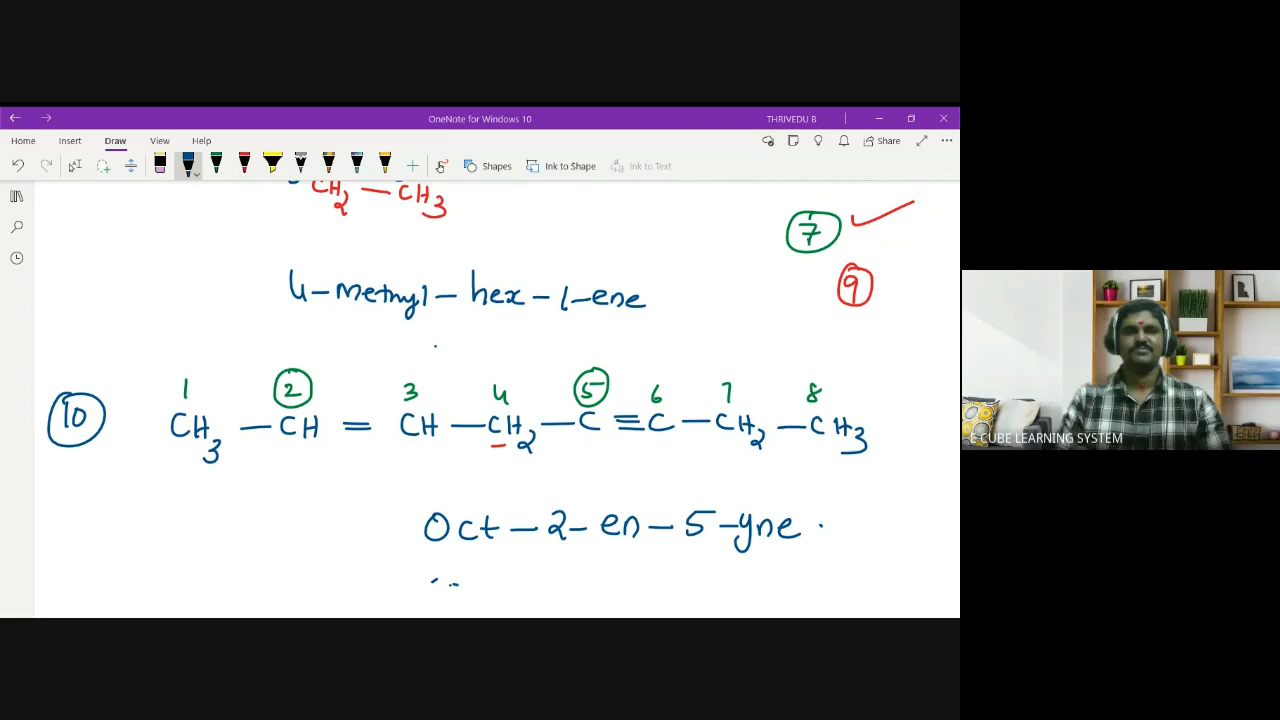 OneNote for Windows 10
THRIVEDU B
Home Insert Draw View Help
Share
Shapes Ink to Shape Ink to Text
CH2 — CH3
7
4-methyl-hex-1-ene
9
1 2 3 4 5 6 7 8
10 CH3 — CH = CH — CH2 — C ≡ C — CH2 — CH3
Oct-2-en-5-yne.
E CUBE LEARNING SYSTEM